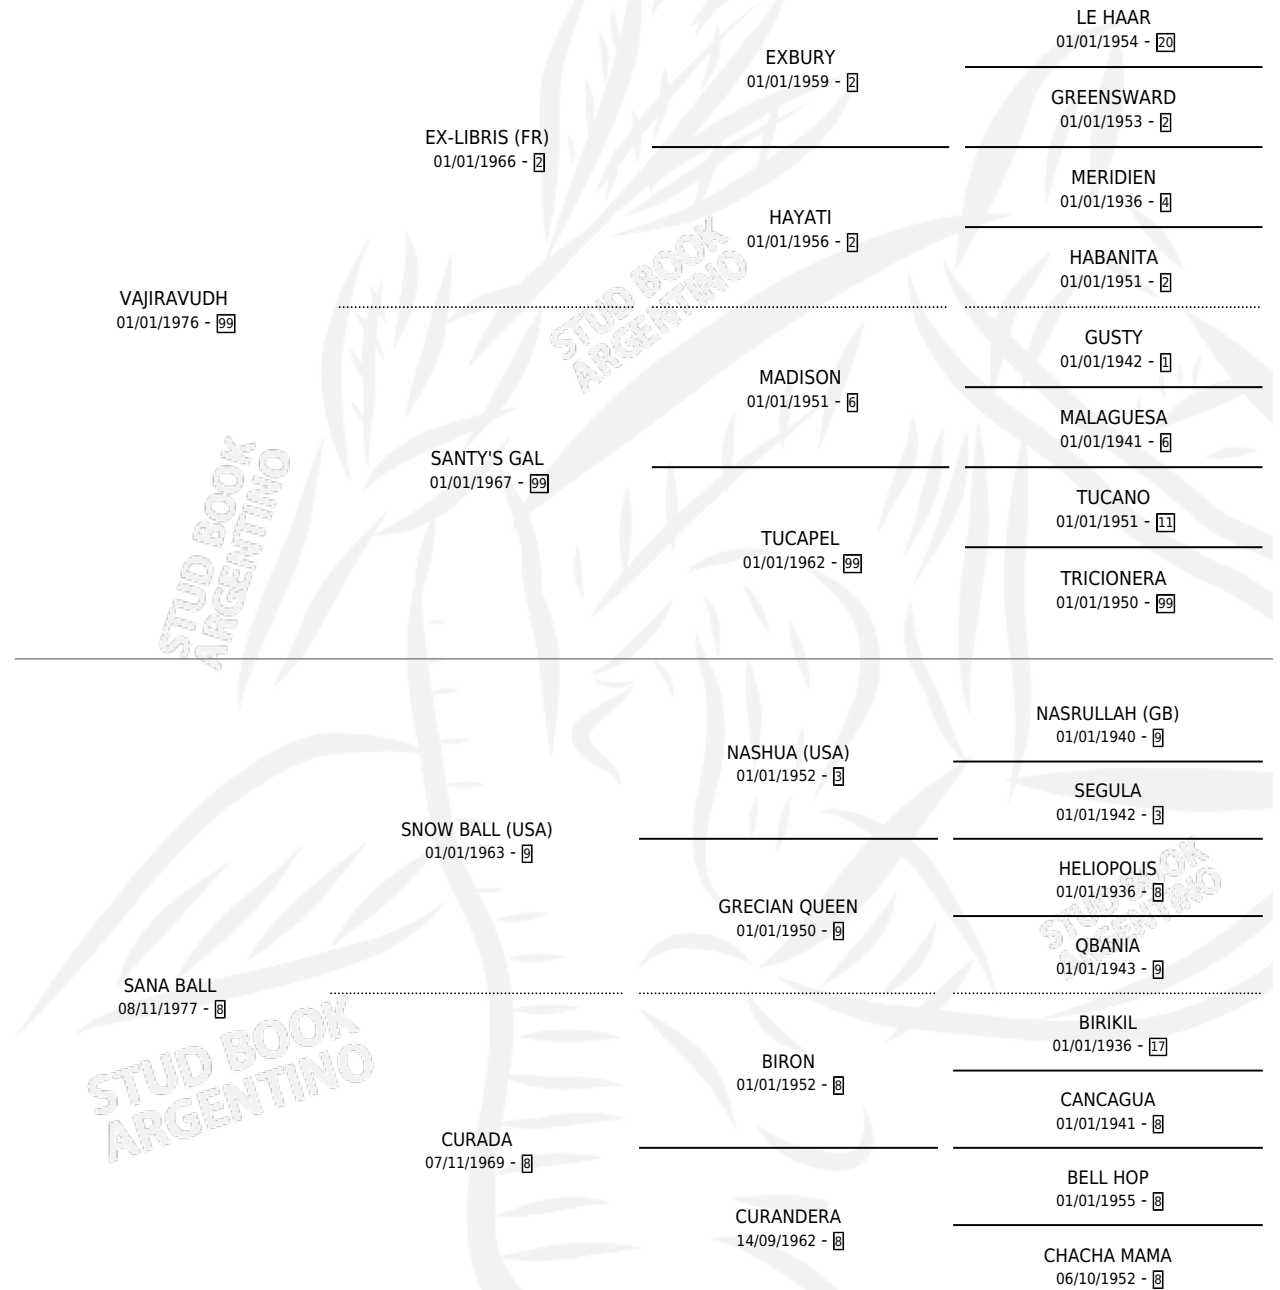 LE HAAR
01/01/1954 - 20
EXBURY
01/01/1959 - 2
GREENSWARD
01/01/1953 - 2
EX-LIBRIS (FR)
01/01/1966 - 2
MERIDIEN
01/01/1936 - 4
HAYATI
01/01/1956 - 2
HABANITA
01/01/1951 - 2
VAJIRAVUDH
01/01/1976 - 99
GUSTY
01/01/1942 - 1
MADISON
01/01/1951 - 6
MALAGUESA
01/01/1941 - 6
SANTY'S GAL
01/01/1967 - 99
TUCANO
01/01/1951 - 11
TUCAPEL
01/01/1962 - 99
TRICIONERA
01/01/1950 - 99
STUD BOOK
ARGENTINO
STUD BOOK
ARGENTINO
NASRULLAH (GB)
01/01/1940 - 9
NASHUA (USA)
01/01/1952 - 3
SEGULA
01/01/1942 - 3
SNOW BALL (USA)
01/01/1963 - 9
HELIOPOLIS
01/01/1936 - 8
GRECIAN QUEEN
01/01/1950 - 9
QBANIA
01/01/1943 - 9
STUD BOOK
ARGENTINO
SANA BALL
08/11/1977 - 8
BIRIKIL
01/01/1936 - 17
BIRON
01/01/1952 - 8
CANCAGUA
01/01/1941 - 8
STUD BOOK
ARGENTINO
CURADA
07/11/1969 - 8
BELL HOP
01/01/1955 - 8
CURANDERA
14/09/1962 - 8
CHACHA MAMA
06/10/1952 - 8